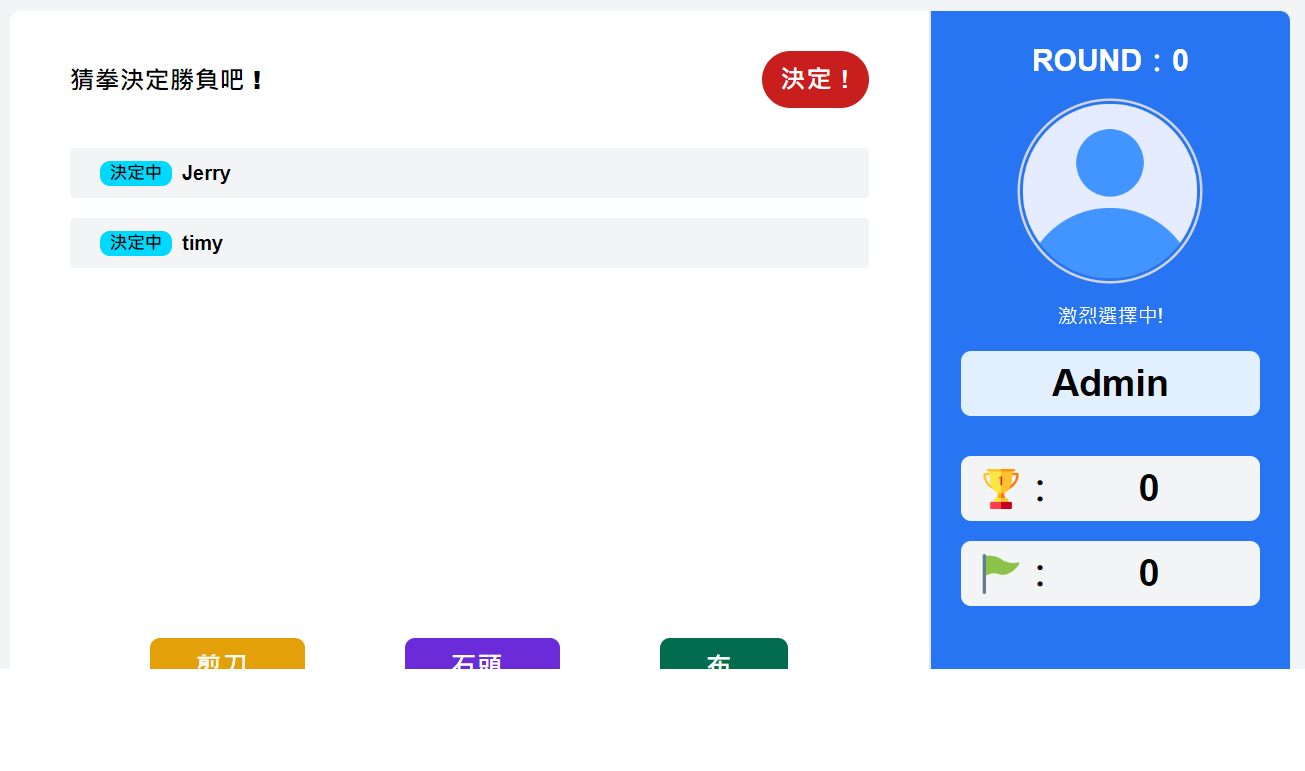 猜拳決定勝負吧！
決定！
決定中 Jerry
決定中 timy
剪刀
石頭
布
ROUND：0
激烈選擇中!
Admin
1 ： 0
： 0